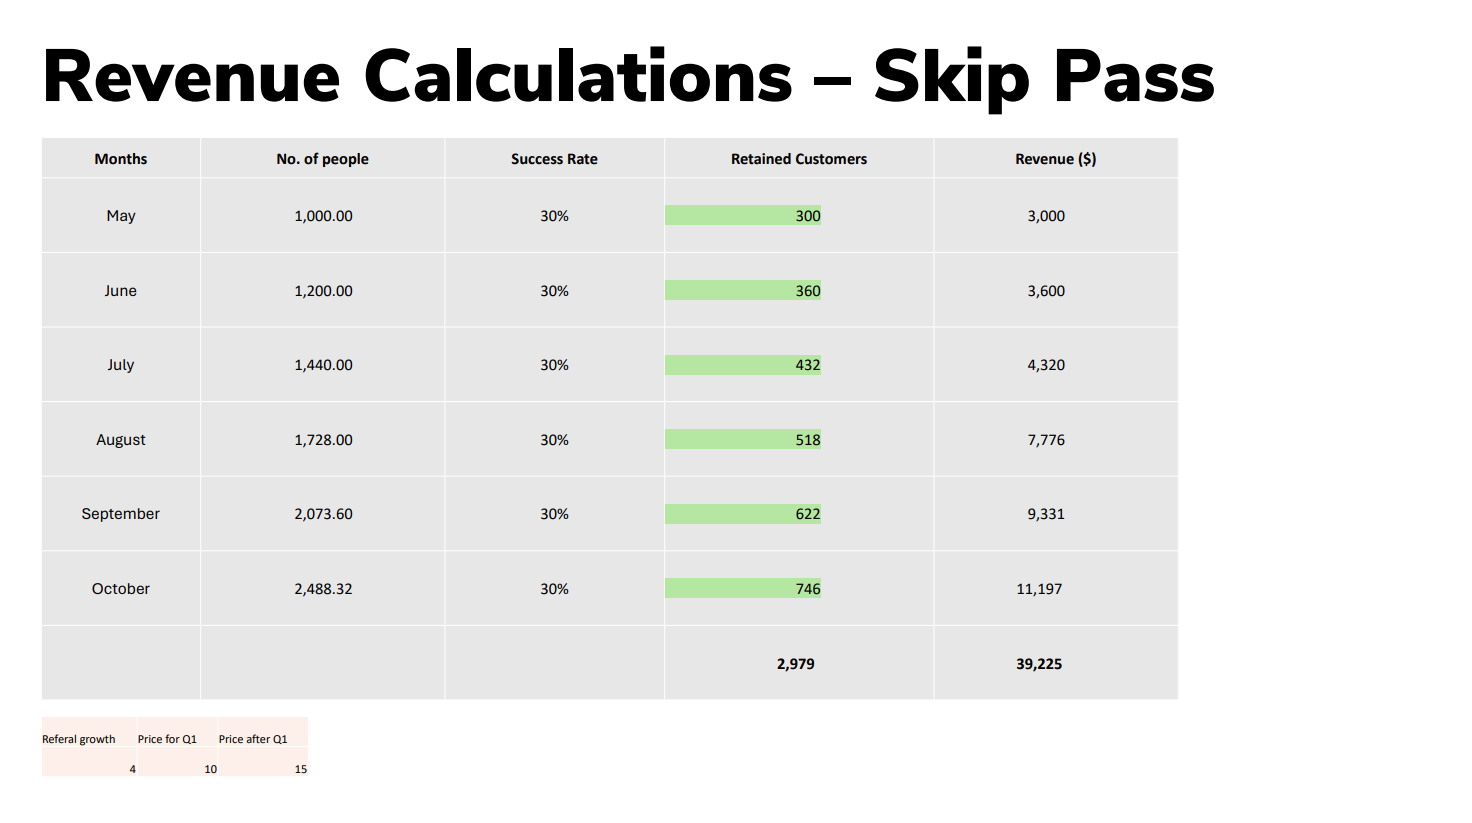 Revenue Calculations – Skip Pass
Months No. of people Success Rate Retained Customers Revenue ($)
May 1,000.00 30% 300 3,000
June 1,200.00 30% 360 3,600
July 1,440.00 30% 432 4,320
August 1,728.00 30% 518 7,776
September 2,073.60 30% 622 9,331
October 2,488.32 30% 746 11,197
2,979 39,225
Referal growth Price for Q1 Price after Q1
4 10 15